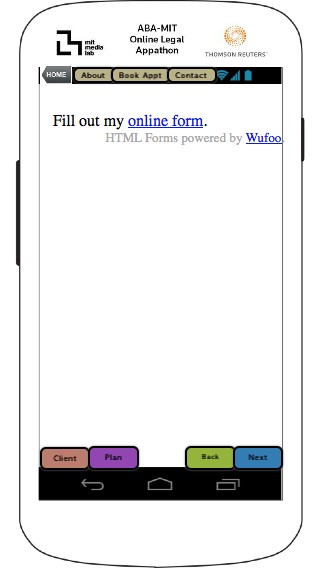 ABA-MIT
Online Legal
Appathon
mit
media
lab
THOMSON REUTERS
HOME About Book Appt Contact
Fill out my online form.
HTML Forms powered by Wufoo.
Client Plan Back Next